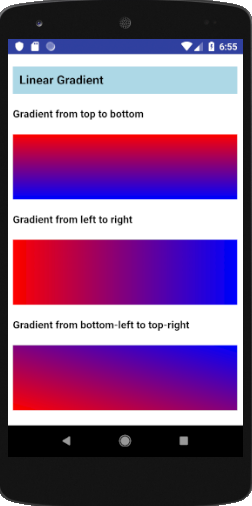 6:55
Linear Gradient
Gradient from top to bottom
Gradient from left to right
Gradient from bottom-left to top-right